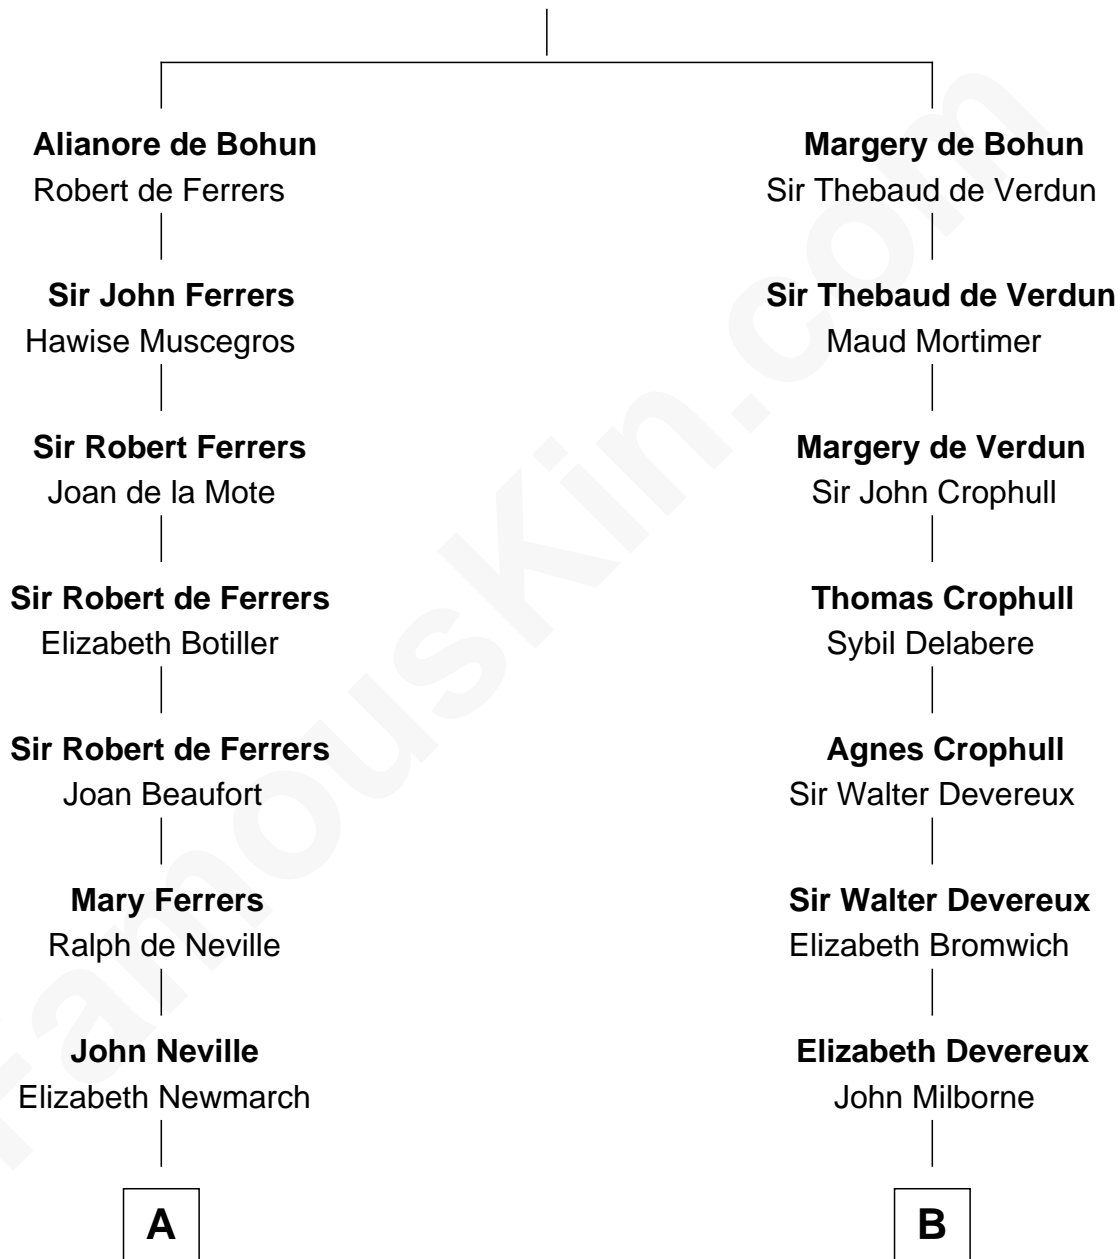 Alianore de Bohun
Robert de Ferrers
Sir John Ferrers
Hawise Muscegros
Sir Robert Ferrers
Joan de la Mote
Sir Robert de Ferrers
Elizabeth Botiller
Sir Robert de Ferrers
Joan Beaufort
Mary Ferrers
Ralph de Neville
John Neville
Elizabeth Newmarch
A
Margery de Bohun
Sir Thebaud de Verdun
Sir Thebaud de Verdun
Maud Mortimer
Margery de Verdun
Sir John Crophull
Thomas Crophull
Sybil Delabere
Agnes Crophull
Sir Walter Devereux
Sir Walter Devereux
Elizabeth Bromwich
Elizabeth Devereux
John Milborne
B
FamousKin.com